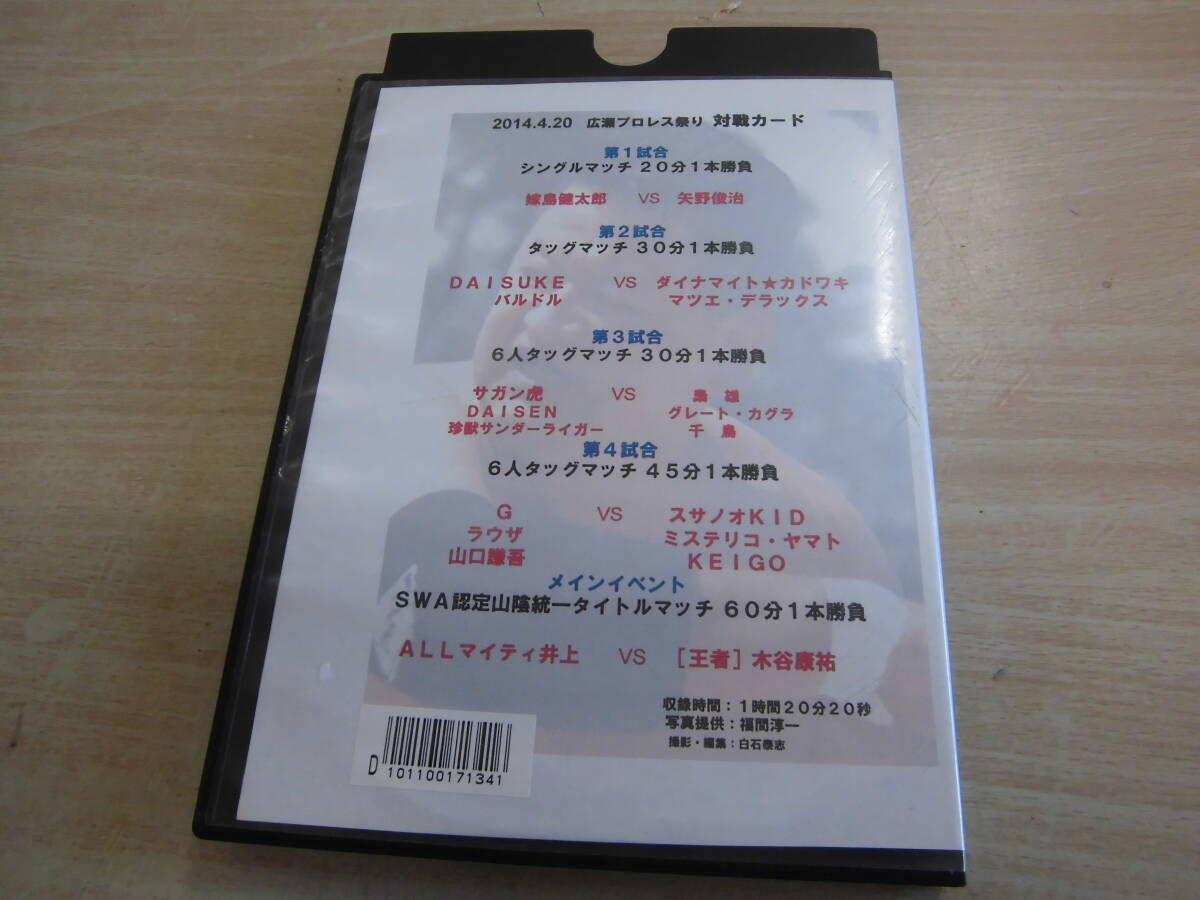 2014.4.20 広瀬プロレス祭り 対戦カード
第1試合
シングルマッチ 20分1本勝負
嫁島健太郎 VS 矢野俊治
第2試合
タッグマッチ 30分1本勝負
DAISUKE VS ダイナマイト★カドワキ
バルドル マツエ・デラックス
第3試合
6人タッグマッチ 30分1本勝負
サガン虎 VS 梟 雄
DAISEN グレート・カグラ
珍獣サンダーライガー 千鳥
第4試合
6人タッグマッチ 45分1本勝負
G VS スサノオKID
ラウザ ミステリコ・ヤマト
山口謙吾 KEIGO
メインイベント
SWA認定山陰統一タイトルマッチ 60分1本勝負
ALLマイティ井上 VS [王者]木谷康祐
収録時間：1時間20分20秒
写真提供：福間淳一
撮影・編集：白石泰志
D 101100171341